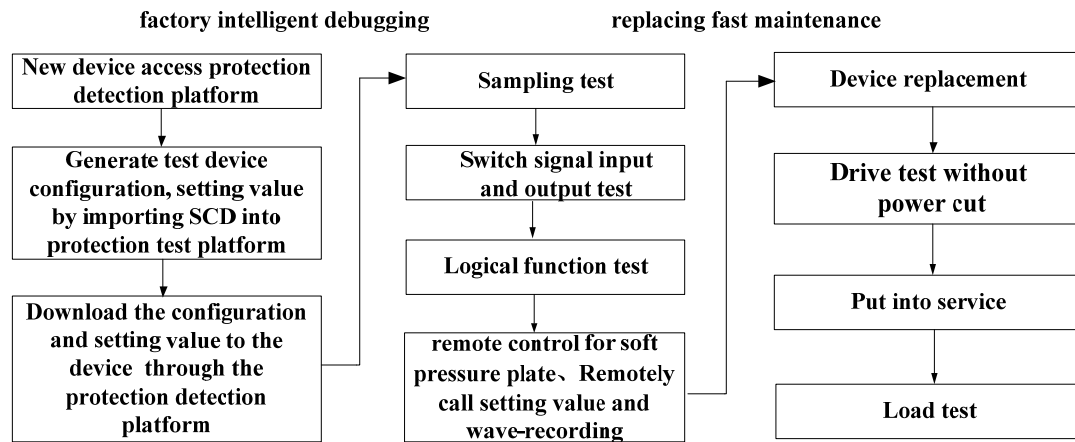 factory intelligent debugging
replacing fast maintenance
New device access protection
detection platform
Generate test device
configuration, setting value
by importing SCD into
protection test platform
Download the configuration
and setting value to the
device through the
protection detection
platform
Sampling test
Switch signal input
and output test
Logical function test
remote control for soft
pressure plate、Remotely
call setting value and
wave-recording
Device replacement
Drive test without
power cut
Put into service
Load test